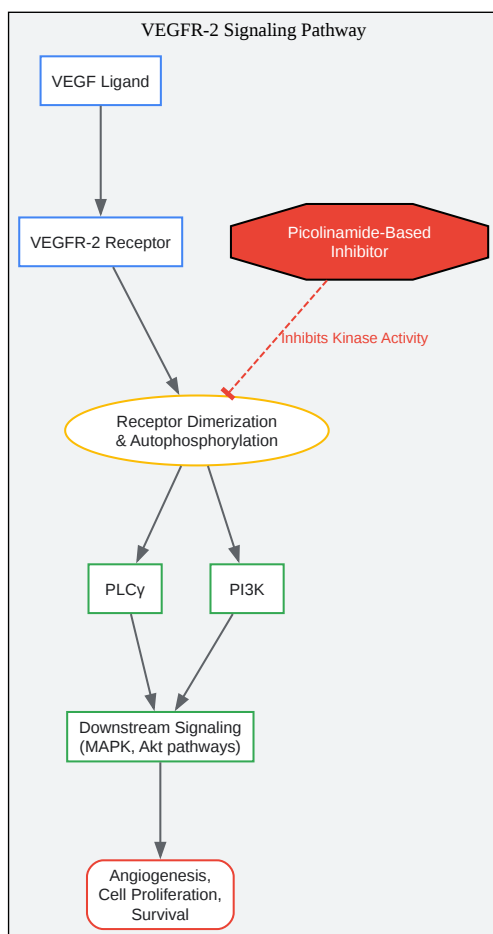 VEGFR-2 Signaling Pathway
VEGF Ligand
VEGFR-2 Receptor
Picolinamide-Based
Inhibitor
Inhibits Kinase Activity
Receptor Dimerization
& Autophosphorylation
PLCγ
PI3K
Downstream Signaling
(MAPK, Akt pathways)
Angiogenesis,
Cell Proliferation,
Survival